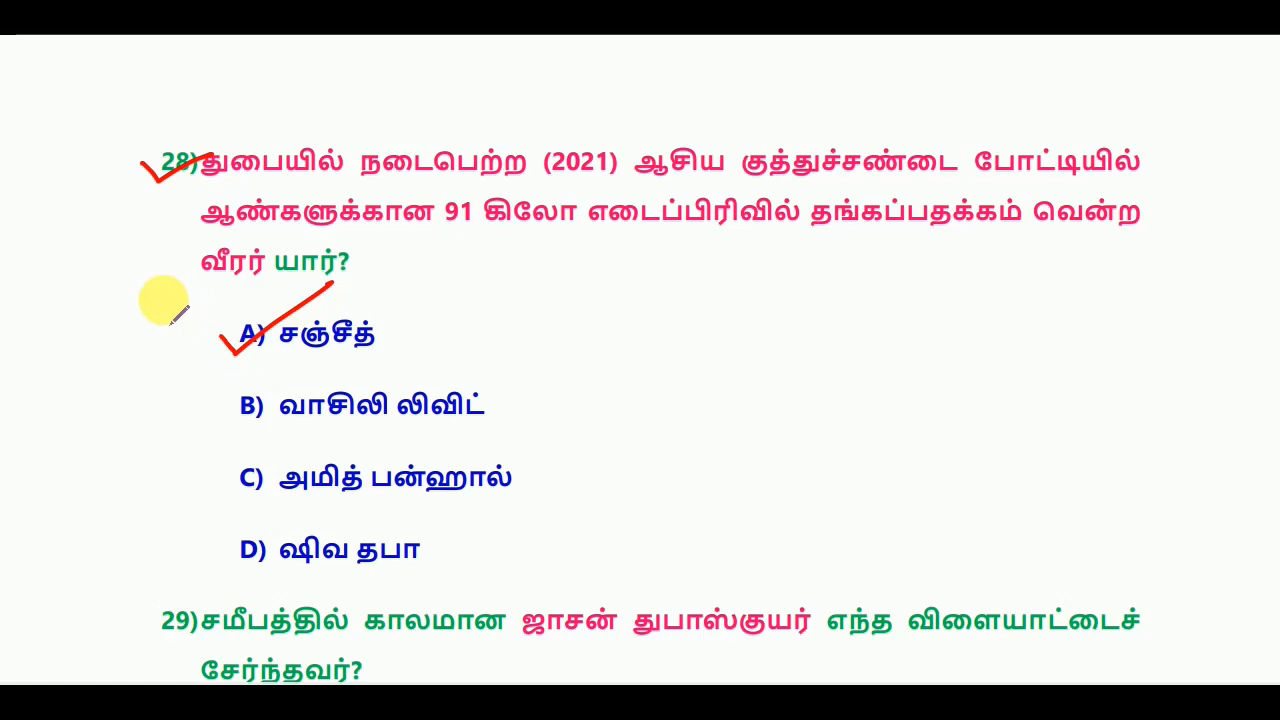 28)துபையில் நடைபெற்ற (2021) ஆசிய குத்துச்சண்டை போட்டியில்
ஆண்களுக்கான 91 கிலோ எடைப்பிரிவில் தங்கப்பதக்கம் வென்ற
வீரர் யார்?
A) சஞ்சீத்
B) வாசிலி லிவிட்
C) அமித் பன்ஹால்
D) ஷிவ தபா
29)சமீபத்தில் காலமான ஜாசன் துபாஸ்குயர் எந்த விளையாட்டைச்
சேர்ந்தவர்?